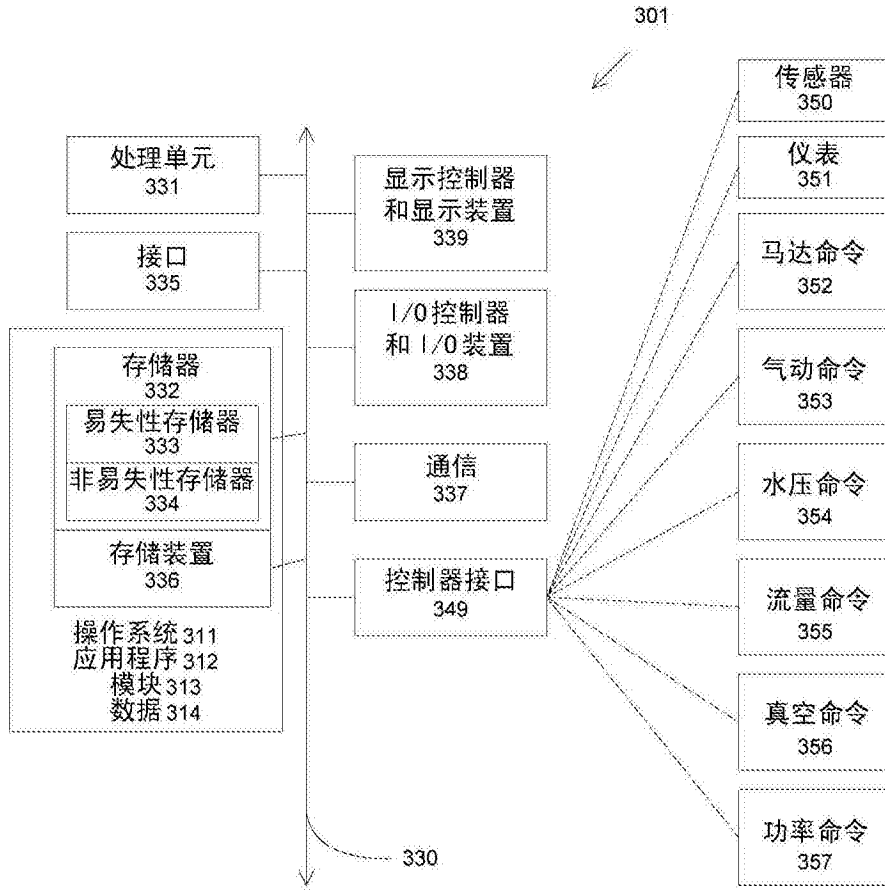 301
处理单元
331
接口
335
存储器
332
易失性存储器
333
非易失性存储器
334
存储装置
336
操作系统 311
应用程序 312
模块 313
数据 314
显示控制器
和显示装置
339
I/O控制器
和I/O装置
338
通信
337
控制器接口
349
330
传感器
350
仪表
351
马达命令
352
气动命令
353
水压命令
354
流量命令
355
真空命令
356
功率命令
357